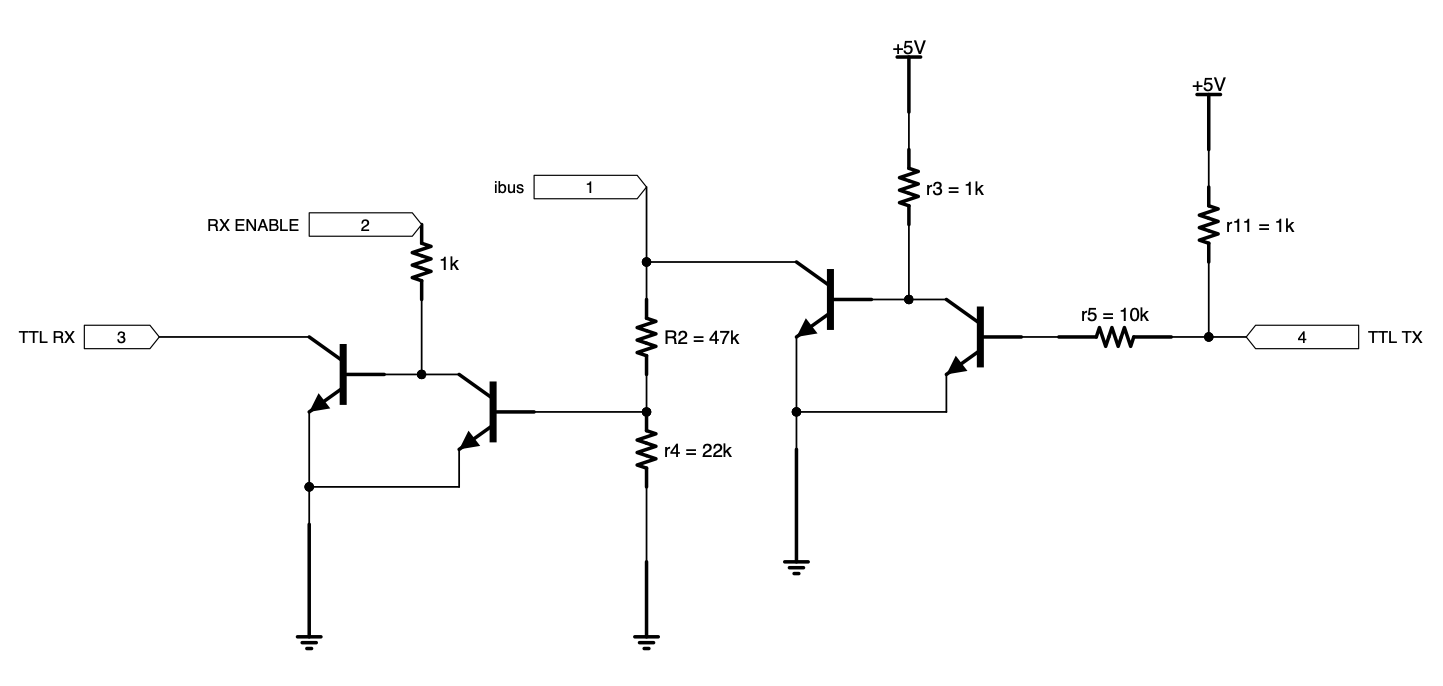 +5V
+5V
ibus 1
r3 = 1k
RX ENABLE 2
r11 = 1k
1k
r5 = 10k
TTL RX 3
R2 = 47k
4 TTL TX
r4 = 22k